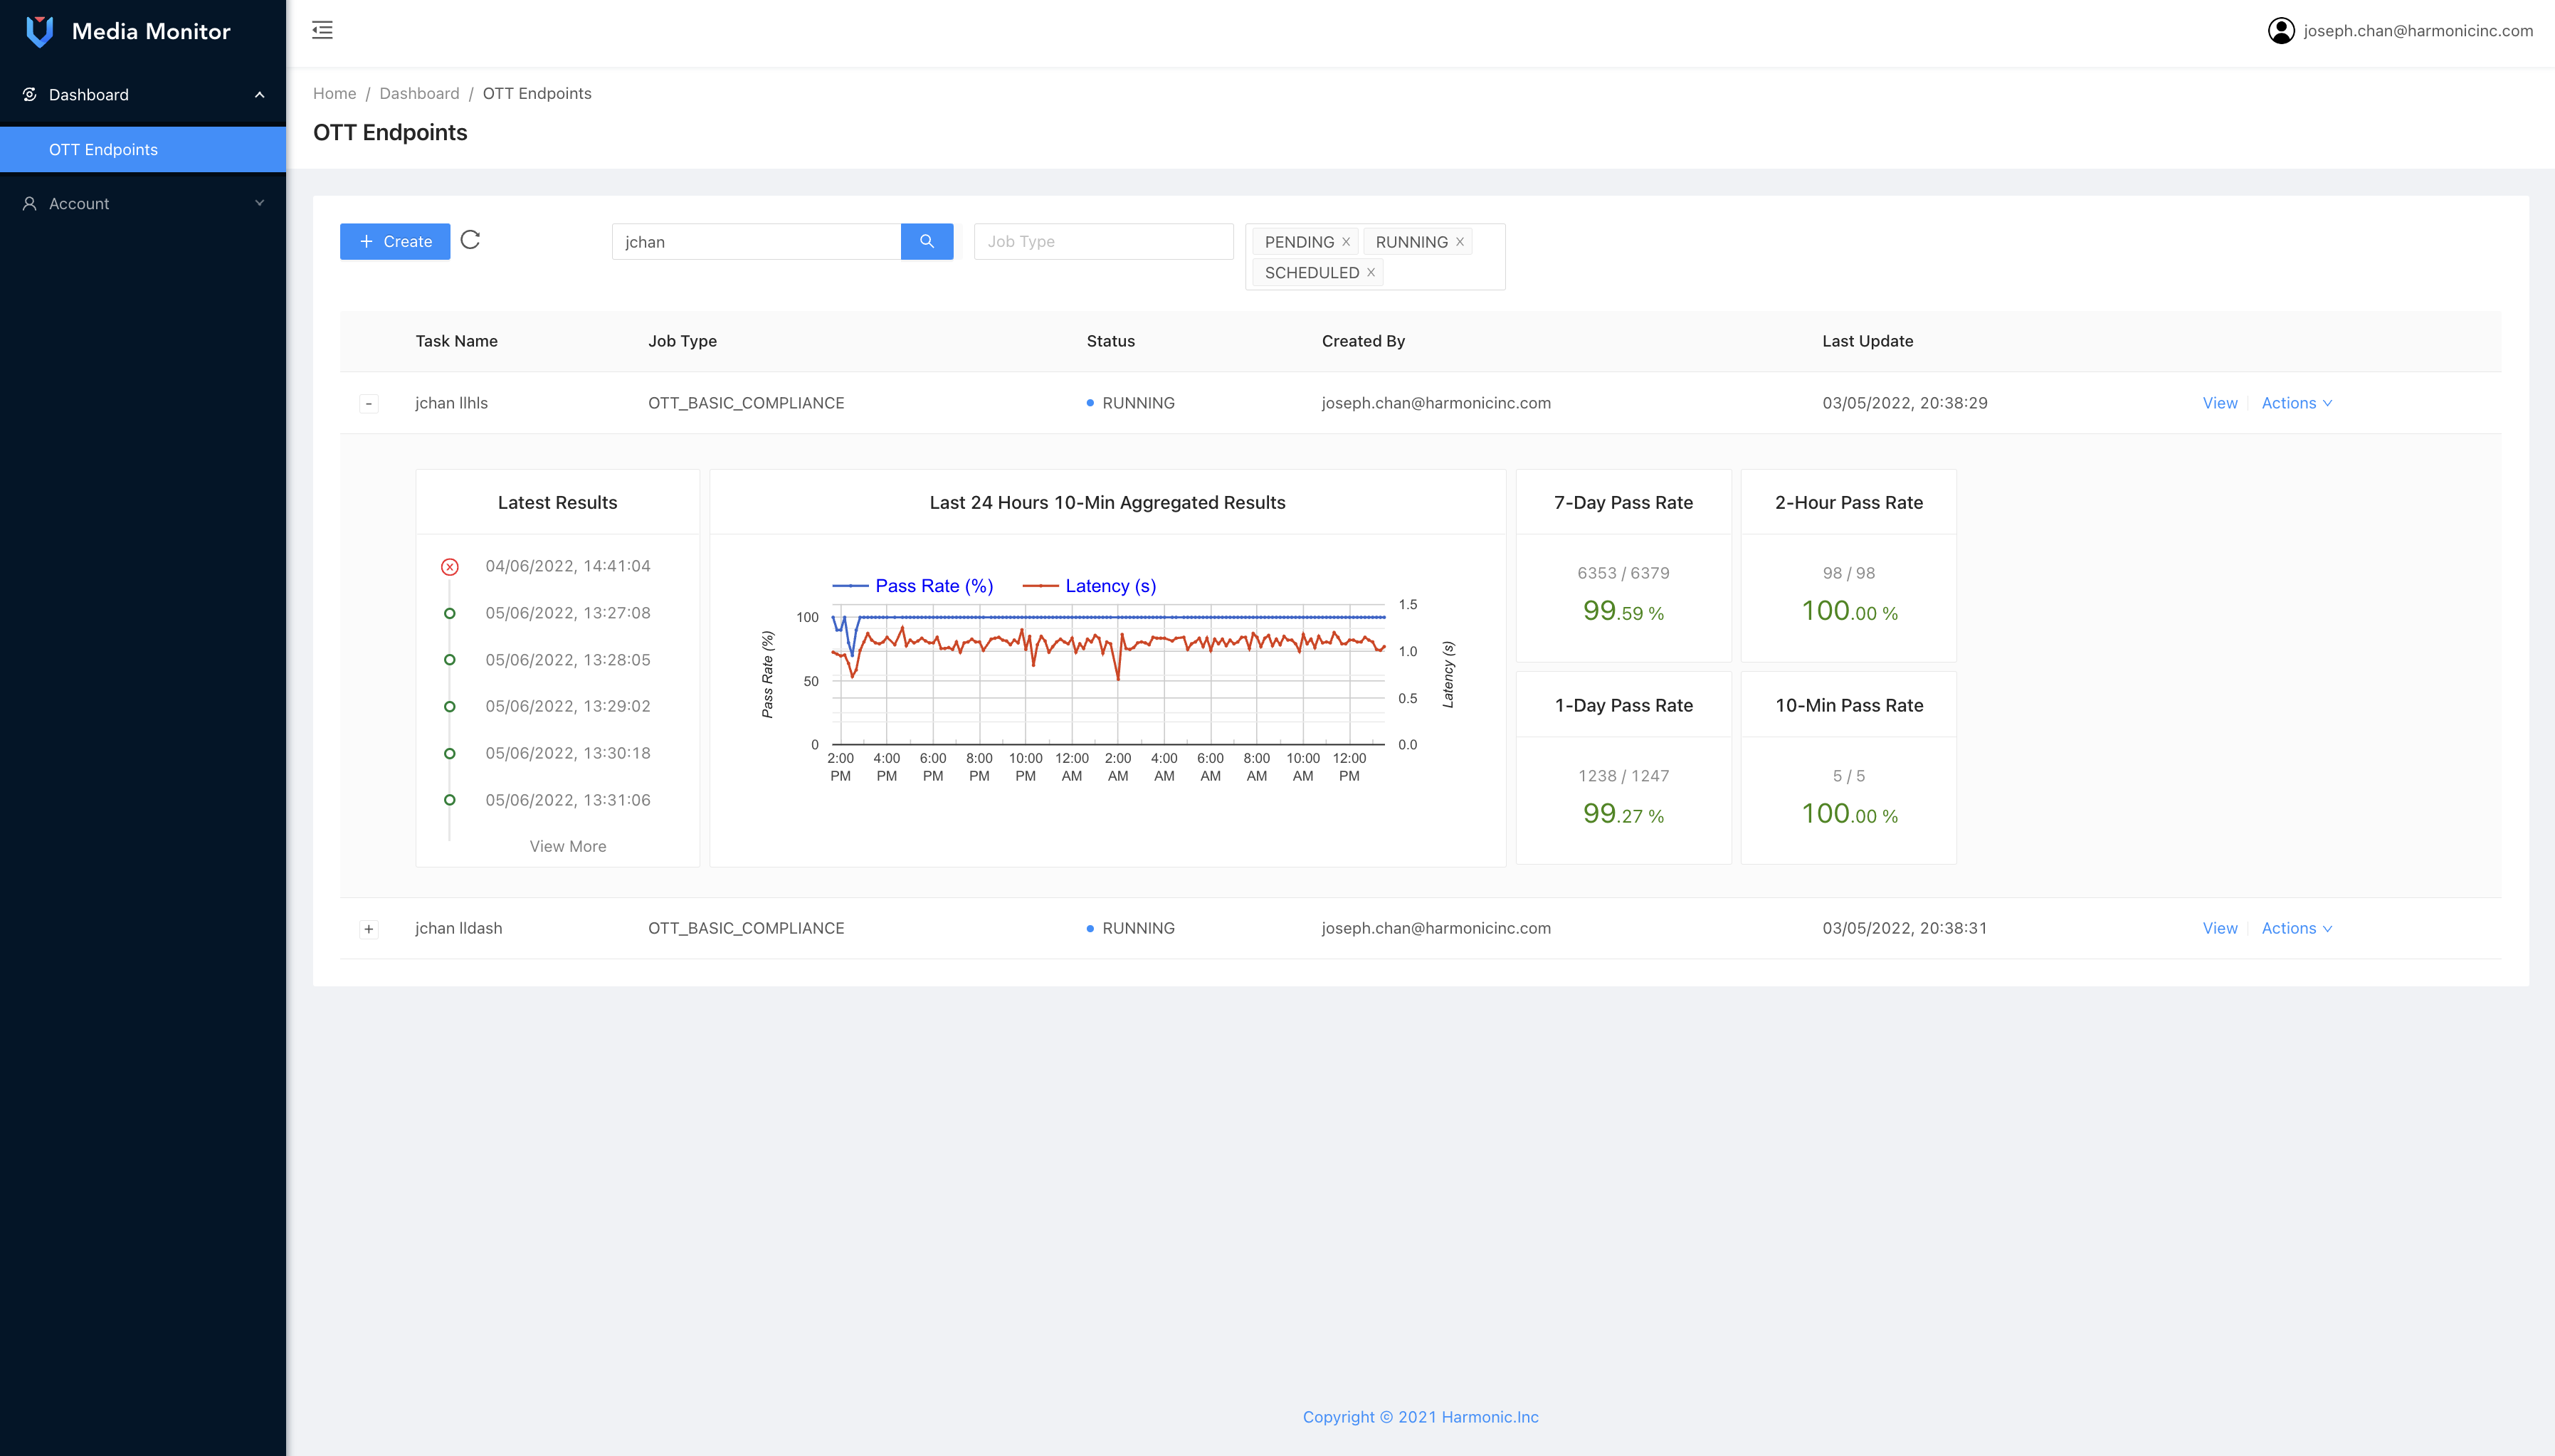 Media Monitor
joseph.chan@harmonicinc.com
Dashboard
OTT Endpoints
Account
Home / Dashboard / OTT Endpoints
OTT Endpoints
+ Create
jchan
Job Type
PENDING × RUNNING ×
SCHEDULED ×
Task Name Job Type Status Created By Last Update
- jchan llhls OTT_BASIC_COMPLIANCE RUNNING joseph.chan@harmonicinc.com 03/05/2022, 20:38:29 View Actions
Latest Results
04/06/2022, 14:41:04
05/06/2022, 13:27:08
05/06/2022, 13:28:05
05/06/2022, 13:29:02
05/06/2022, 13:30:18
05/06/2022, 13:31:06
View More
Last 24 Hours 10-Min Aggregated Results
Pass Rate (%) Latency (s)
Pass Rate (%)
100
50
0
1.5
1.0
0.5
0.0
Latency (s)
2:00 4:00 6:00 8:00 10:00 12:00 2:00 4:00 6:00 8:00 10:00 12:00
PM PM PM PM PM AM AM AM AM AM AM PM
7-Day Pass Rate
6353 / 6379
99.59 %
2-Hour Pass Rate
98 / 98
100.00 %
1-Day Pass Rate
1238 / 1247
99.27 %
10-Min Pass Rate
5 / 5
100.00 %
+ jchan lldash OTT_BASIC_COMPLIANCE RUNNING joseph.chan@harmonicinc.com 03/05/2022, 20:38:31 View Actions
Copyright © 2021 Harmonic.Inc